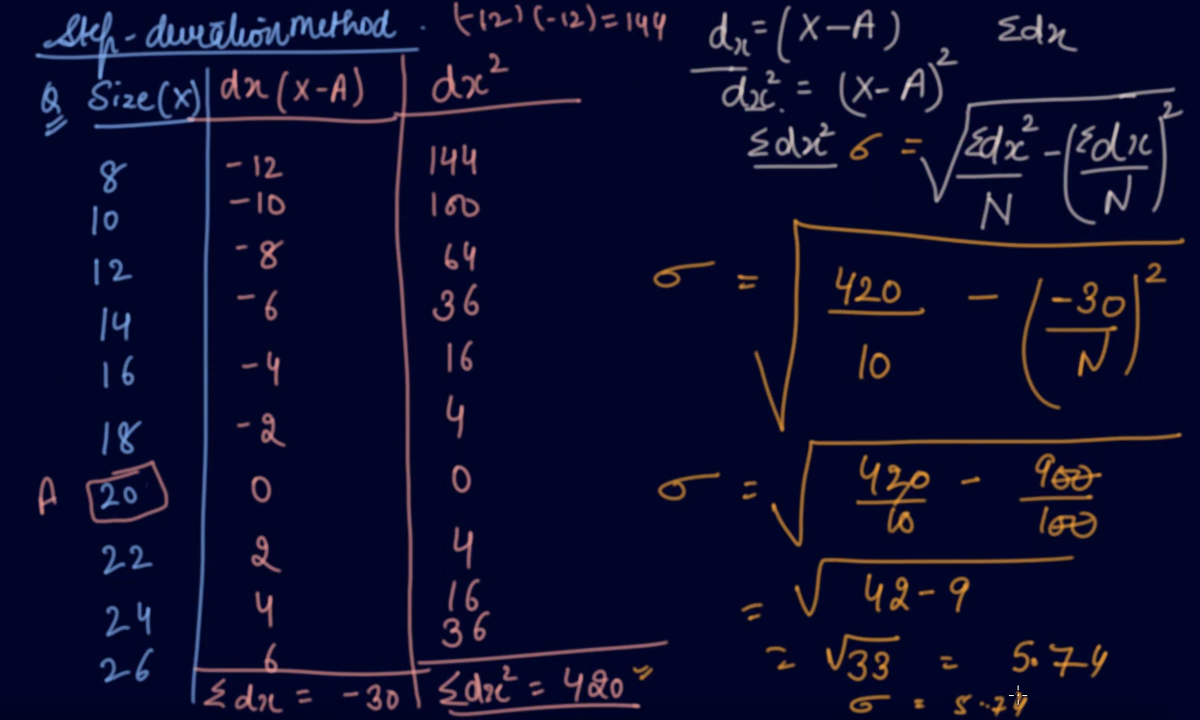 Step-deviation method . (-12)(-12)=144
Q Size(X) dx(X-A) dx²
8 -12 144
10 -10 100
12 -8 64
14 -6 36
16 -4 16
18 -2 4
A 20 0 0
22 2 4
24 4 16
26 6 36
Σdx = -30 Σdx² = 420
dx = (X-A) Σdx
dx² = (X-A)²
Σdx² σ = √(Σdx²/N - (Σdx/N)²)
σ = √(420/10 - (-30/N)²)
σ = √(420/10 - 900/100)
= √(42-9)
= √33 = 5.74
σ = 5.74